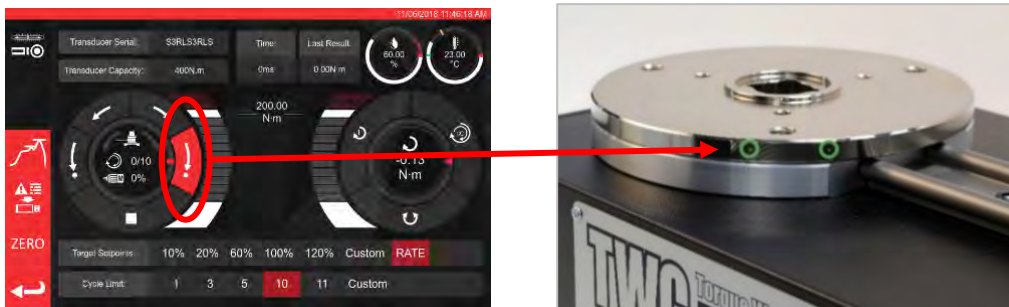 11/06/2018 11:46:18 AM
Transducer Serial: S3RLS3RLS Time: Last Result:
60.00 % 23.00 °C
Transducer Capacity: 400N.m 0ms 0.00N·m
200.00
N·m
0/10
0%
-0.13
N·m
ZERO
Target Setpoints: 10% 20% 60% 100% 120% Custom RATE
Cycle Limit: 1 3 5 10 11 Custom
TWC
Torque W